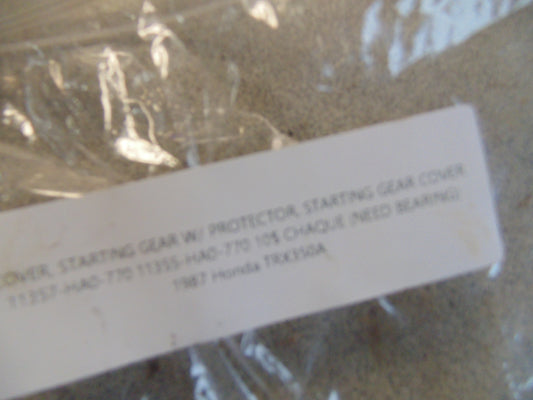 COVER, STARTING GEAR W/ PROTECTOR, STARTING GEAR COVER
11357-HA0-770 11355-HA0-770 10$ CHAQUE (NEED BEARING)
1987 Honda TRX350A